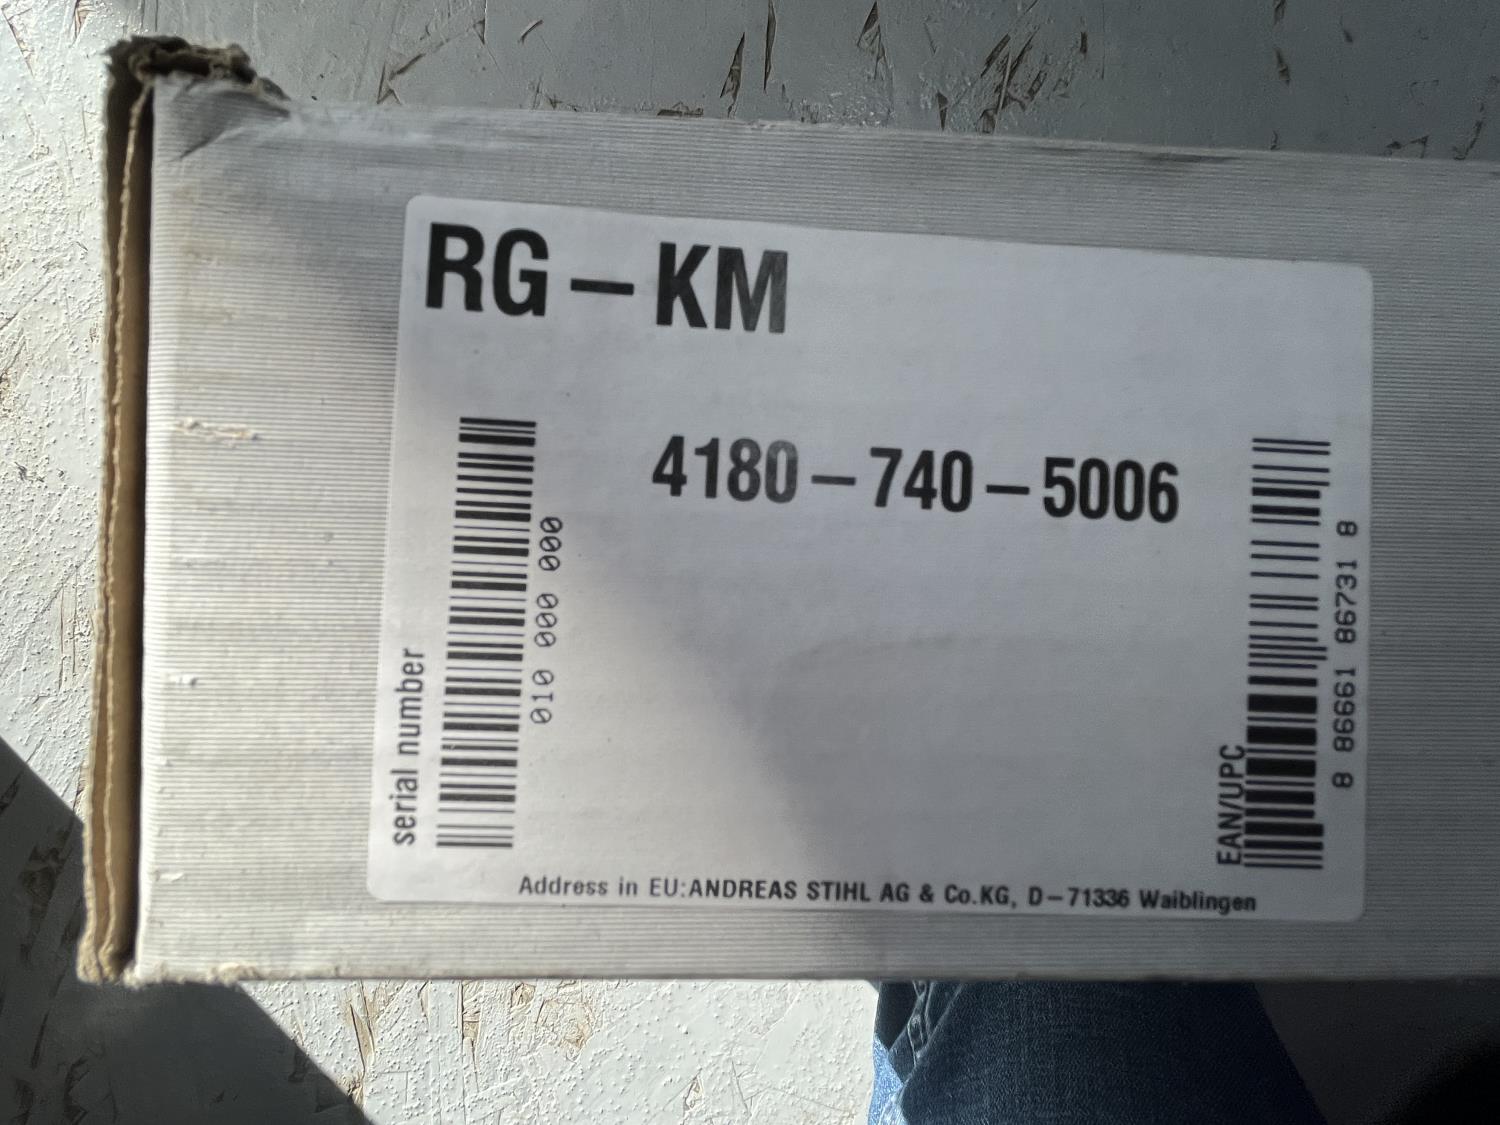 RG–KM
4180–740–5006
serial number
010 000 000
EAN/UPC
8 86661 86731 8
Address in EU:ANDREAS STIHL AG & Co.KG, D–71336 Waiblingen